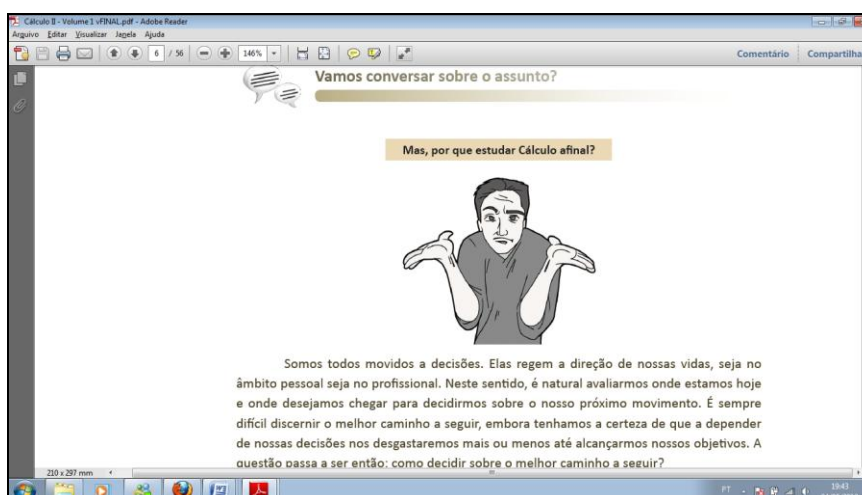 Cálculo II - Volume 1 vFINAL.pdf - Adobe Reader
Arquivo Editar Visualizar Janela Ajuda
6 / 56 146% Comentário Compartilha
Vamos conversar sobre o assunto?
Mas, por que estudar Cálculo afinal?
Somos todos movidos a decisões. Elas regem a direção de nossas vidas, seja no
âmbito pessoal seja no profissional. Neste sentido, é natural avaliarmos onde estamos hoje
e onde desejamos chegar para decidirmos sobre o nosso próximo movimento. É sempre
difícil discernir o melhor caminho a seguir, embora tenhamos a certeza de que a depender
de nossas decisões nos desgastaremos mais ou menos até alcançarmos nossos objetivos. A
questão passa a ser então: como decidir sobre o melhor caminho a seguir?
210 x 297 mm
PT 19:43